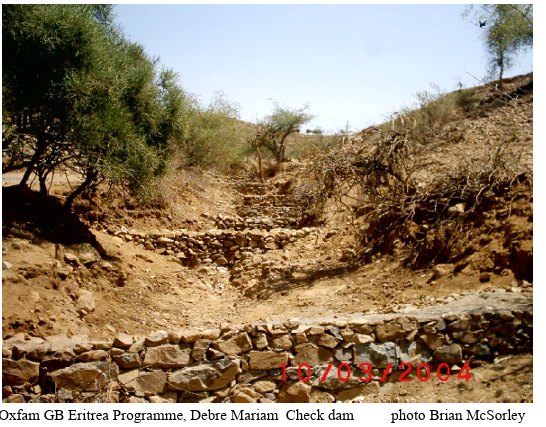 10/03/2004
Oxfam GB Eritrea Programme, Debre Mariam Check dam photo Brian McSorley